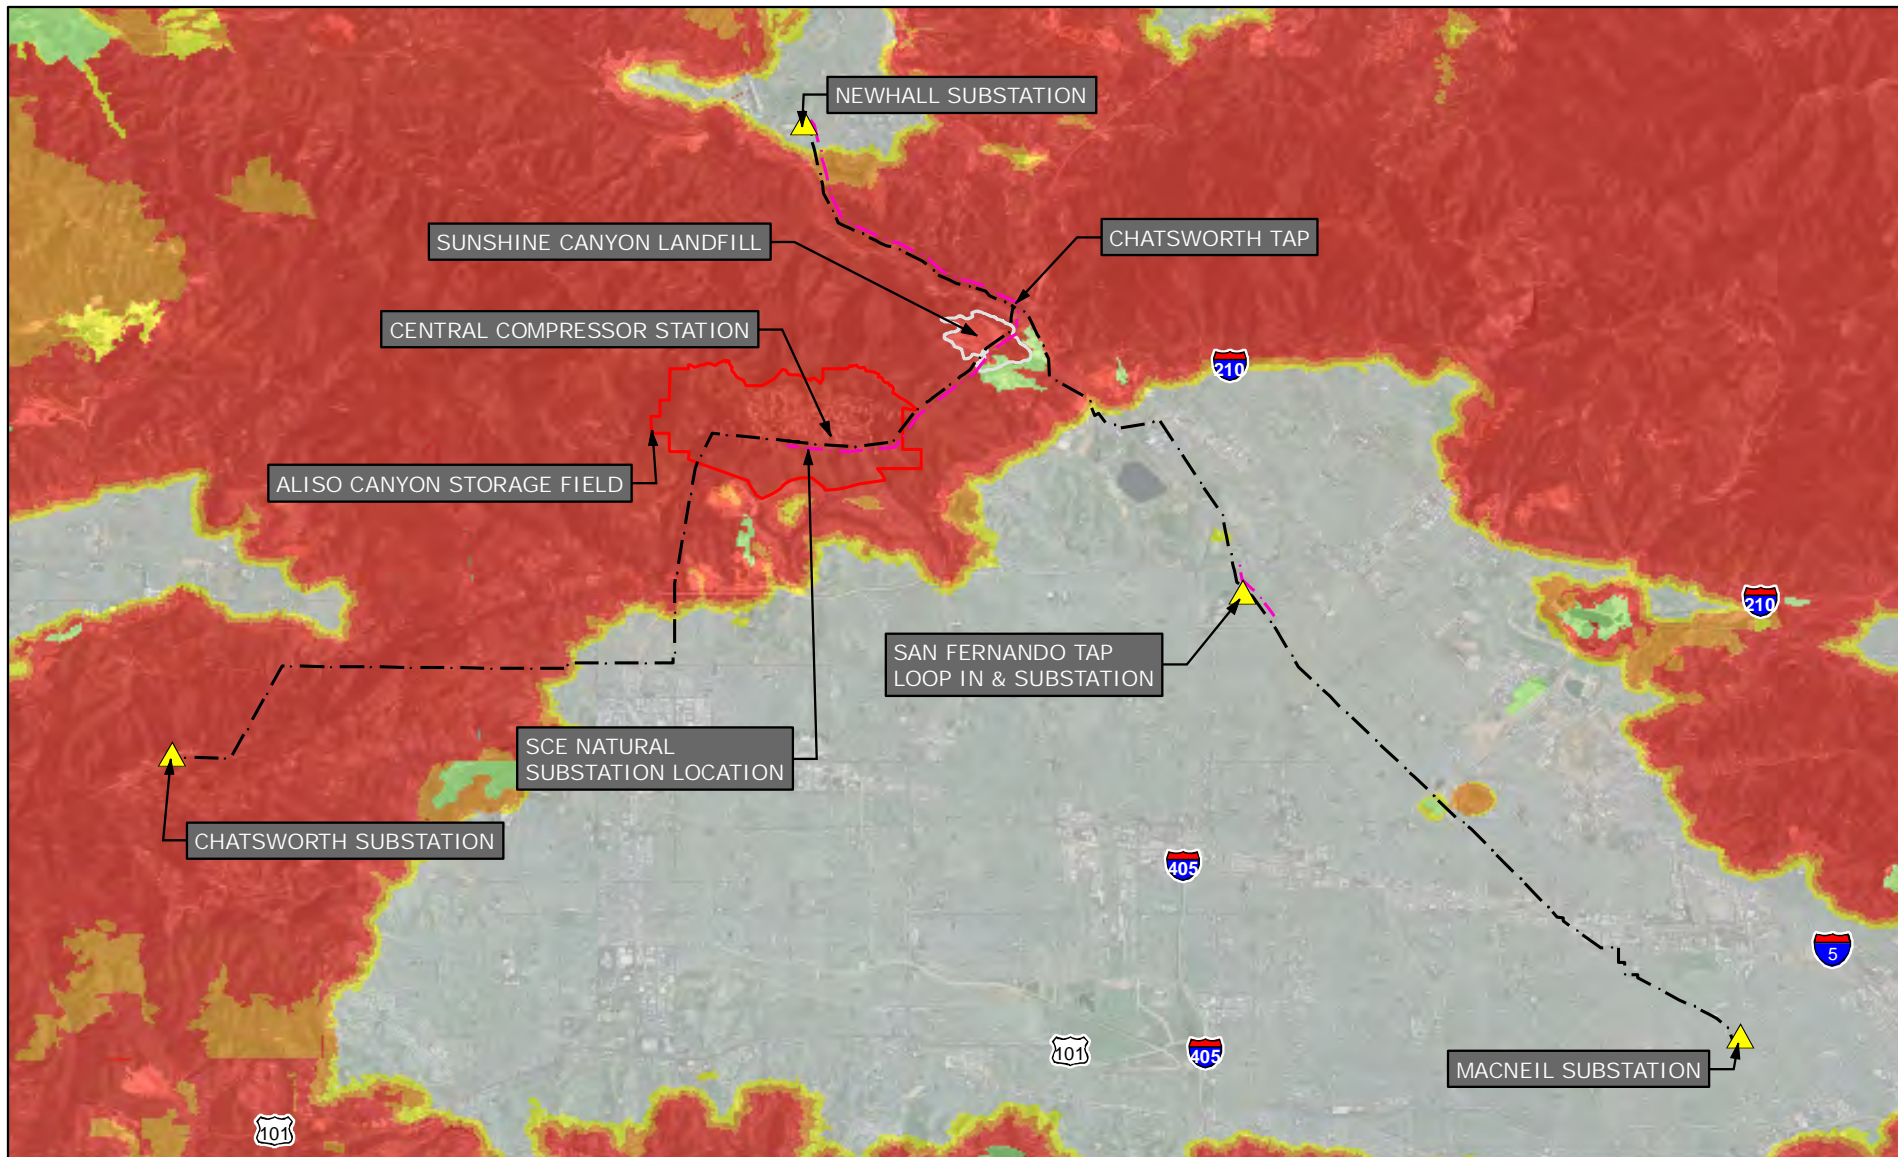 NEWHALL SUBSTATION
SUNSHINE CANYON LANDFILL
CHATSWORTH TAP
CENTRAL COMPRESSOR STATION
210
ALISO CANYON STORAGE FIELD
210
SAN FERNANDO TAP
LOOP IN & SUBSTATION
SCE NATURAL
SUBSTATION LOCATION
CHATSWORTH SUBSTATION
405
5
101
405
MACNEIL SUBSTATION
101